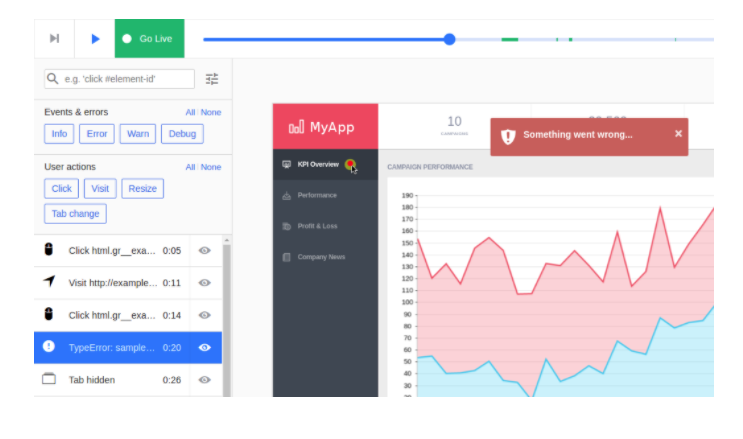 Go Live
e.g. 'click #element-id'
Events & errors
All None
Info Error Warn Debug
User actions
All None
Click Visit Resize
Tab change
Click html.gr__exa... 0:05
Visit http://example... 0:11
Click html.gr__exa... 0:14
TypeError: sample... 0:20
Tab hidden 0:26
MyApp
10
CAMPAIGNS
Something went wrong... ×
KPI Overview
Performance
Profit & Loss
Company News
CAMPAIGN PERFORMANCE
190
180
170
160
150
140
130
120
110
100
90
80
70
60
50
40
30